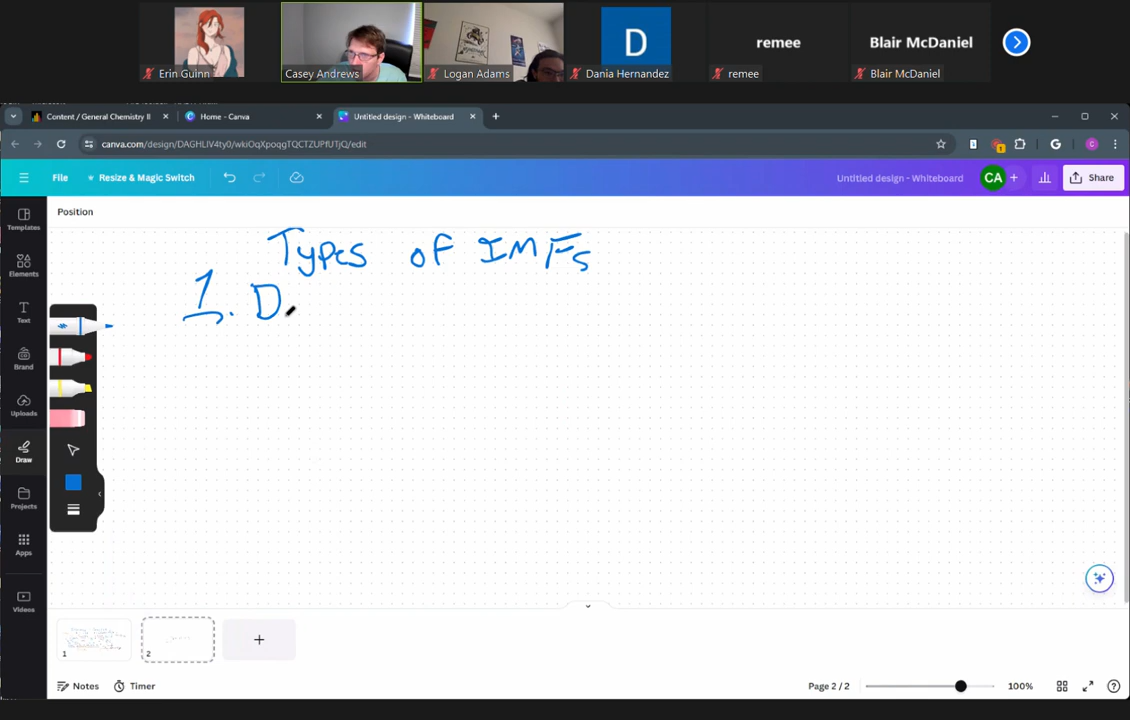 Erin Guinn
Casey Andrews
Logan Adams
D
Dania Hernandez
remee
remee
Blair McDaniel
Blair McDaniel
Content / General Chemistry II
Home - Canva
Untitled design - Whiteboard
canva.com/design/DAGHLIV4ty0/wkiOqXpoqgTQCTZUPfUTjQ/edit
File
Resize & Magic Switch
Untitled design - Whiteboard
CA
Share
Position
Templates
Elements
Text
Brand
Uploads
Draw
Projects
Apps
Videos
Types of IMFs
1. D
1
2
Notes
Timer
Page 2 / 2
100%